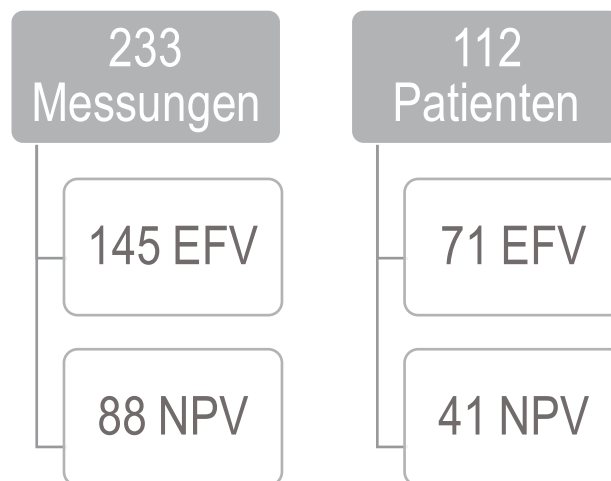 233
Messungen
145 EFV
88 NPV
112
Patienten
71 EFV
41 NPV